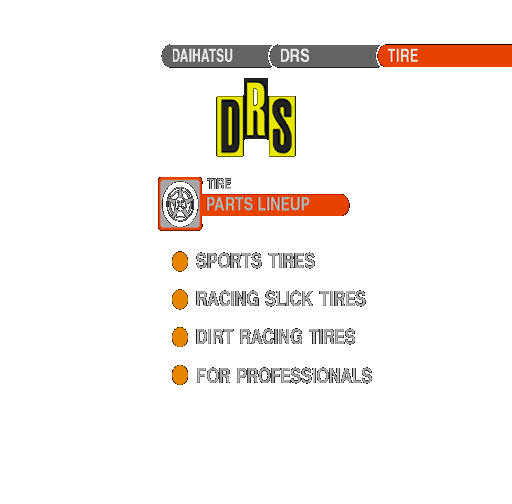 DAIHATSU DRS TIRE
DRS
TIRE
PARTS LINEUP
SPORTS TIRES
RACING SLICK TIRES
DIRT RACING TIRES
FOR PROFESSIONALS